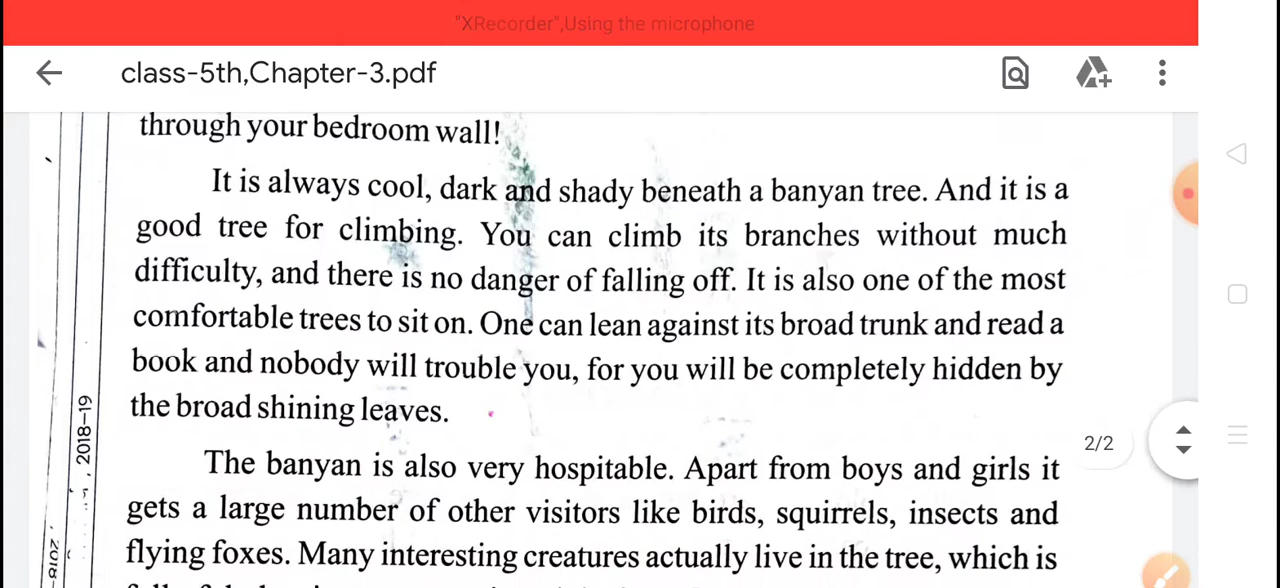 "XRecorder",Using the microphone
class-5th,Chapter-3.pdf
through your bedroom wall!
It is always cool, dark and shady beneath a banyan tree. And it is a
good tree for climbing. You can climb its branches without much
difficulty, and there is no danger of falling off. It is also one of the most
comfortable trees to sit on. One can lean against its broad trunk and read a
book and nobody will trouble you, for you will be completely hidden by
the broad shining leaves.
The banyan is also very hospitable. Apart from boys and girls it
gets a large number of other visitors like birds, squirrels, insects and
flying foxes. Many interesting creatures actually live in the tree, which is
2/2
, 2018-19
2018-